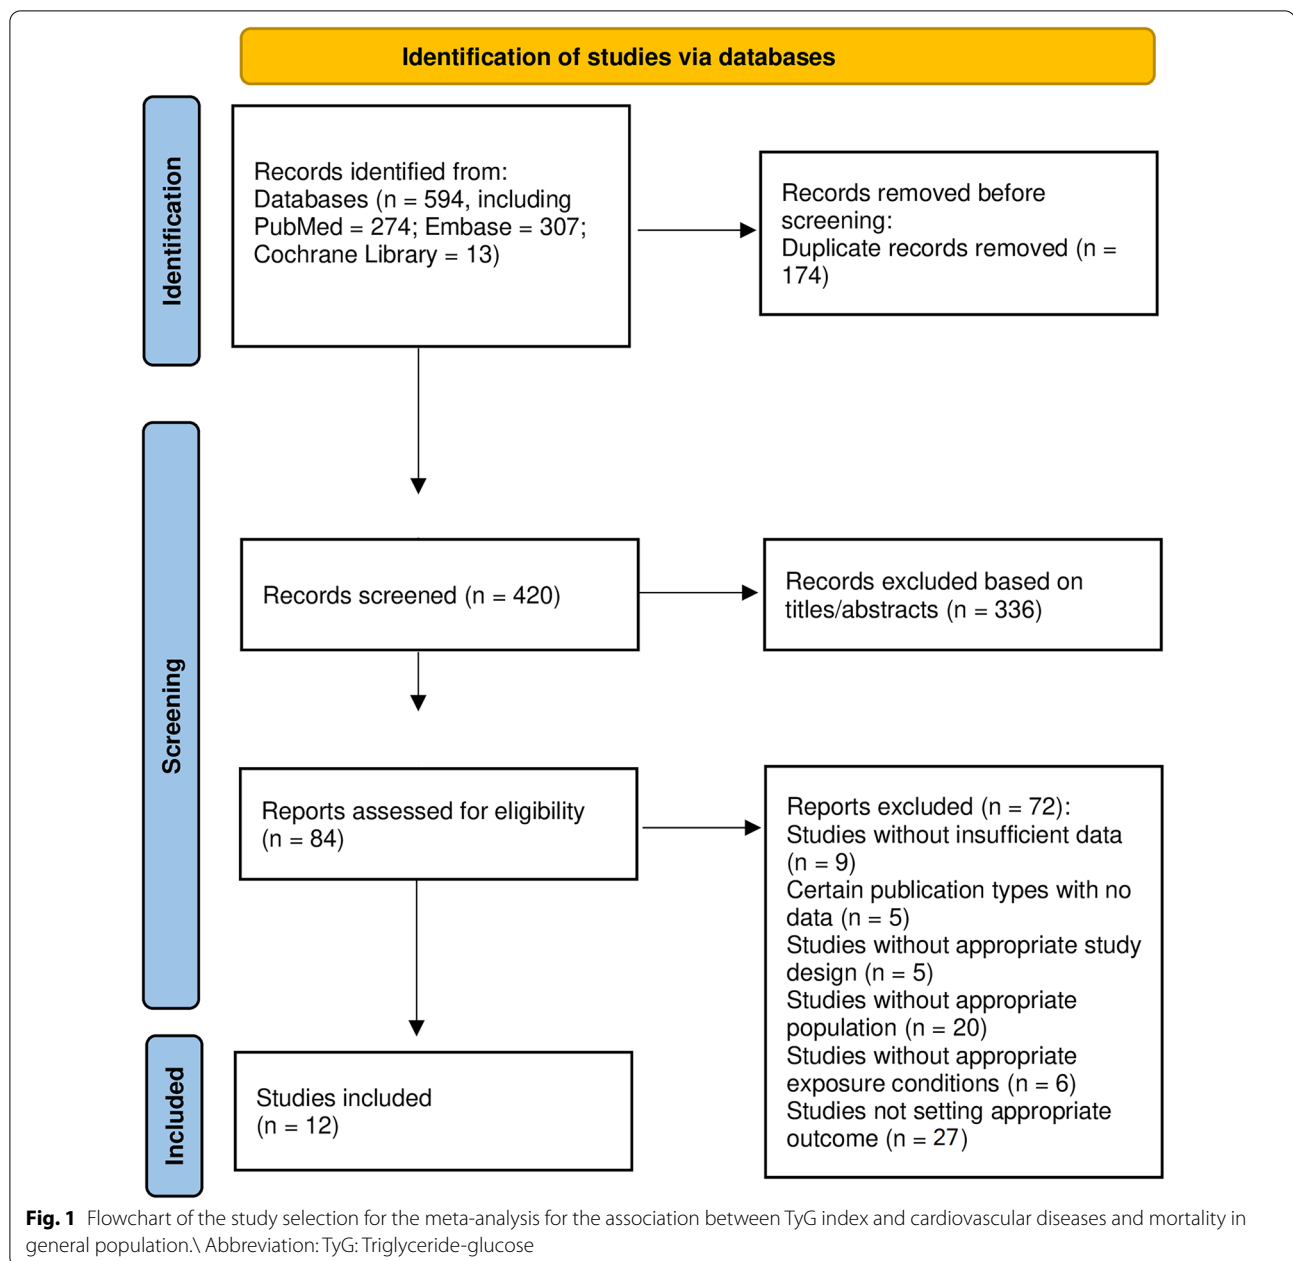 Identification of studies via databases
Identification
Records identified from:
Databases (n = 594, including
PubMed = 274; Embase = 307;
Cochrane Library = 13)
Records removed before
screening:
Duplicate records removed (n =
174)
Screening
Records screened (n = 420)
Records excluded based on
titles/abstracts (n = 336)
Reports assessed for eligibility
(n = 84)
Reports excluded (n = 72):
Studies without insufficient data
(n = 9)
Certain publication types with no
data (n = 5)
Studies without appropriate study
design (n = 5)
Studies without appropriate
population (n = 20)
Studies without appropriate
exposure conditions (n = 6)
Studies not setting appropriate
outcome (n = 27)
Included
Studies included
(n = 12)
Fig. 1 Flowchart of the study selection for the meta-analysis for the association between TyG index and cardiovascular diseases and mortality in
general population.\ Abbreviation: TyG: Triglyceride-glucose